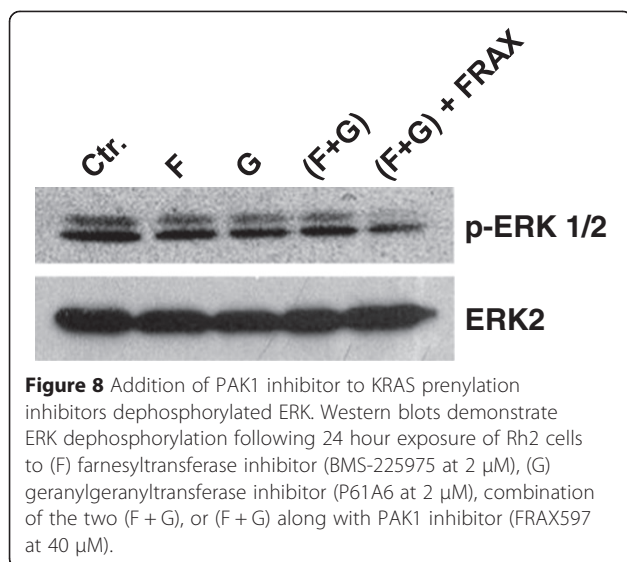 Ctr. F G (F+G) (F+G) + FRAX
p-ERK 1/2
ERK2
Figure 8 Addition of PAK1 inhibitor to KRAS prenylation
inhibitors dephosphorylated ERK. Western blots demonstrate
ERK dephosphorylation following 24 hour exposure of Rh2 cells
to (F) farnesyltransferase inhibitor (BMS-225975 at 2 μM), (G)
geranylgeranyltransferase inhibitor (P61A6 at 2 μM), combination
of the two (F + G), or (F + G) along with PAK1 inhibitor (FRAX597
at 40 μM).